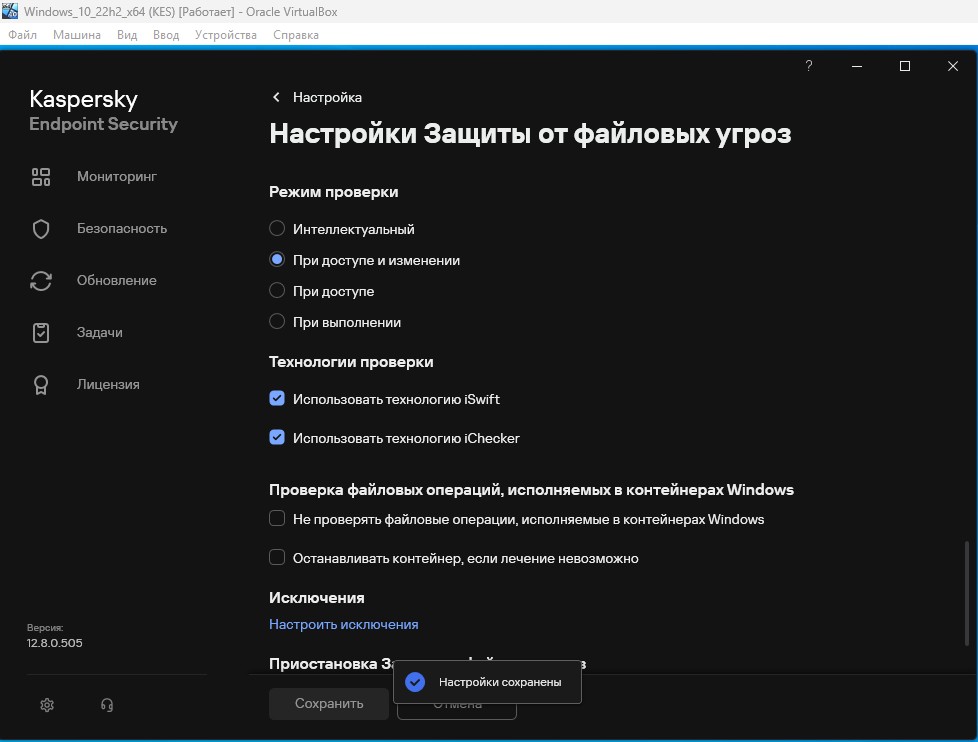 Windows_10_22h2_x64 (KES) [Работает] - Oracle VirtualBox
Файл Машина Вид Ввод Устройства Справка
?
Kaspersky
Endpoint Security
Мониторинг
Безопасность
Обновление
Задачи
Лицензия
Версия:
12.8.0.505
Настройка
Настройки Защиты от файловых угроз
Режим проверки
Интеллектуальный
При доступе и изменении
При доступе
При выполнении
Технологии проверки
Использовать технологию iSwift
Использовать технологию iChecker
Проверка файловых операций, исполняемых в контейнерах Windows
Не проверять файловые операции, исполняемые в контейнерах Windows
Останавливать контейнер, если лечение невозможно
Исключения
Настроить исключения
Приостановка
Настройки сохранены
Сохранить Отмена